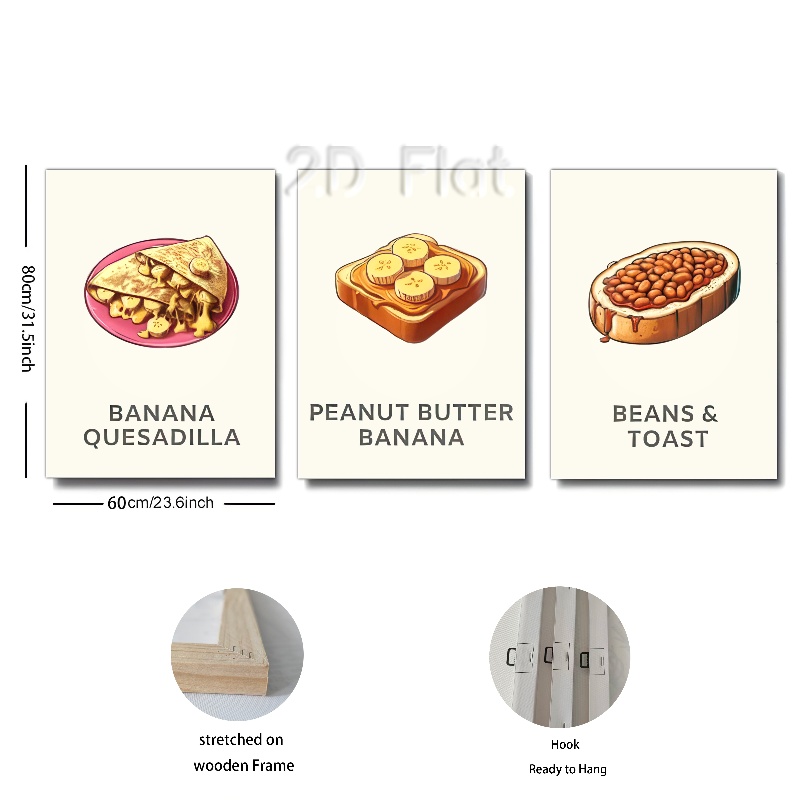 2D Flat
80cm/31.5inch
BANANA
QUESADILLA
PEANUT BUTTER
BANANA
BEANS &
TOAST
60cm/23.6inch
stretched on
wooden Frame
Hook
Ready to Hang